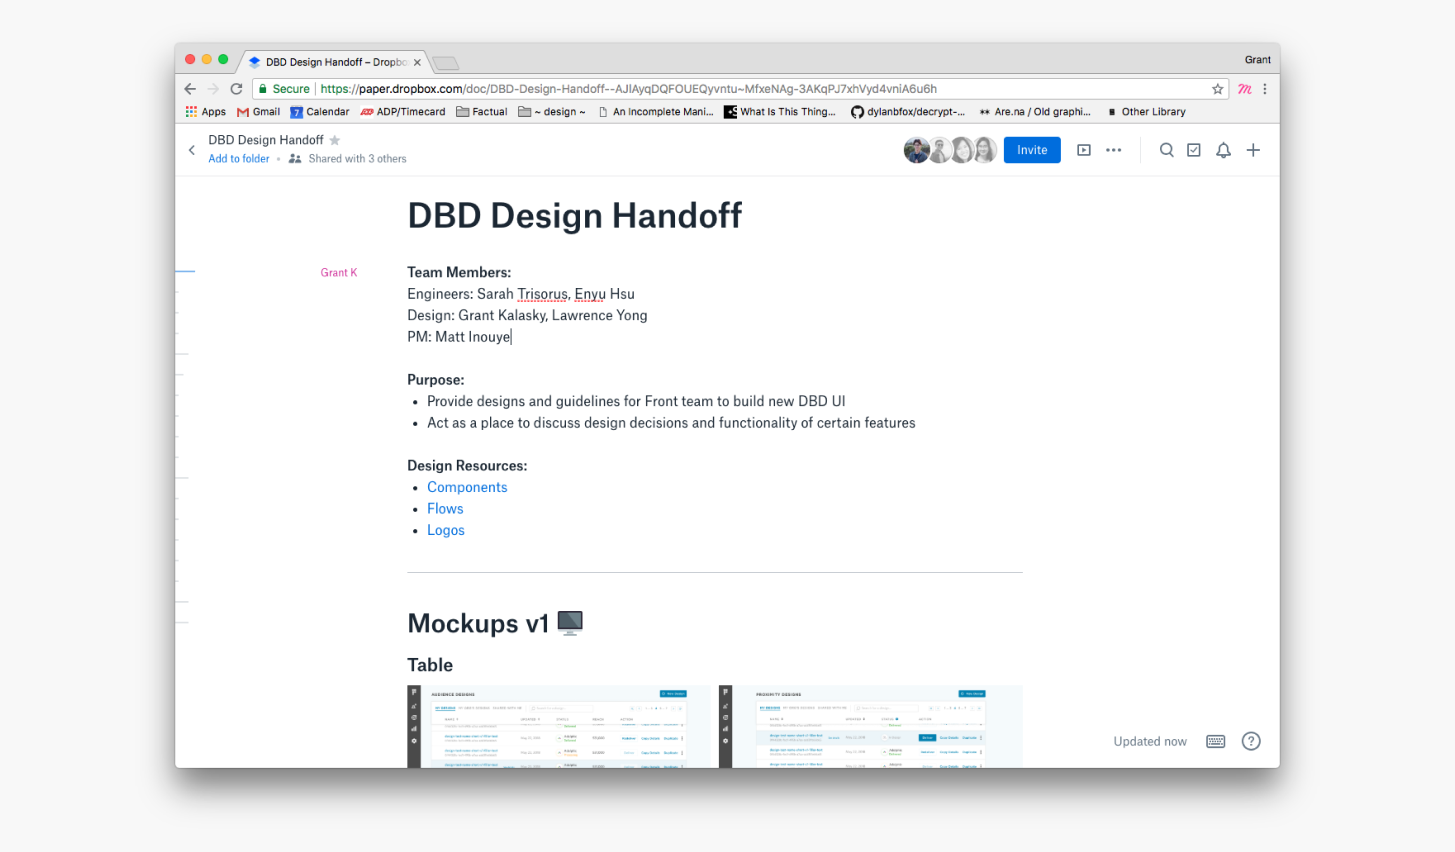 DBD Design Handoff – Dropbo
Grant
Secure
https://paper.dropbox.com/doc/DBD-Design-Handoff--AJIAyqDQFOUEQyvntu~MfxeNAg-3AKqPJ7xhVyd4vniA6u6h
Apps
Gmail
7 Calendar
ADP/Timecard
Factual
~ design ~
An Incomplete Mani...
What Is This Thing...
dylanbfox/decrypt-...
Are.na / Old graphi...
Other Library
DBD Design Handoff
Add to folder • Shared with 3 others
Invite
DBD Design Handoff
Grant K
Team Members:
Engineers: Sarah Trisorus, Enyu Hsu
Design: Grant Kalasky, Lawrence Yong
PM: Matt Inouye
Purpose:
• Provide designs and guidelines for Front team to build new DBD UI
• Act as a place to discuss design decisions and functionality of certain features
Design Resources:
• Components
• Flows
• Logos
Mockups v1
Table
AUDIENCE DESIGNS
PROXIMITY DESIGNS
Updated now